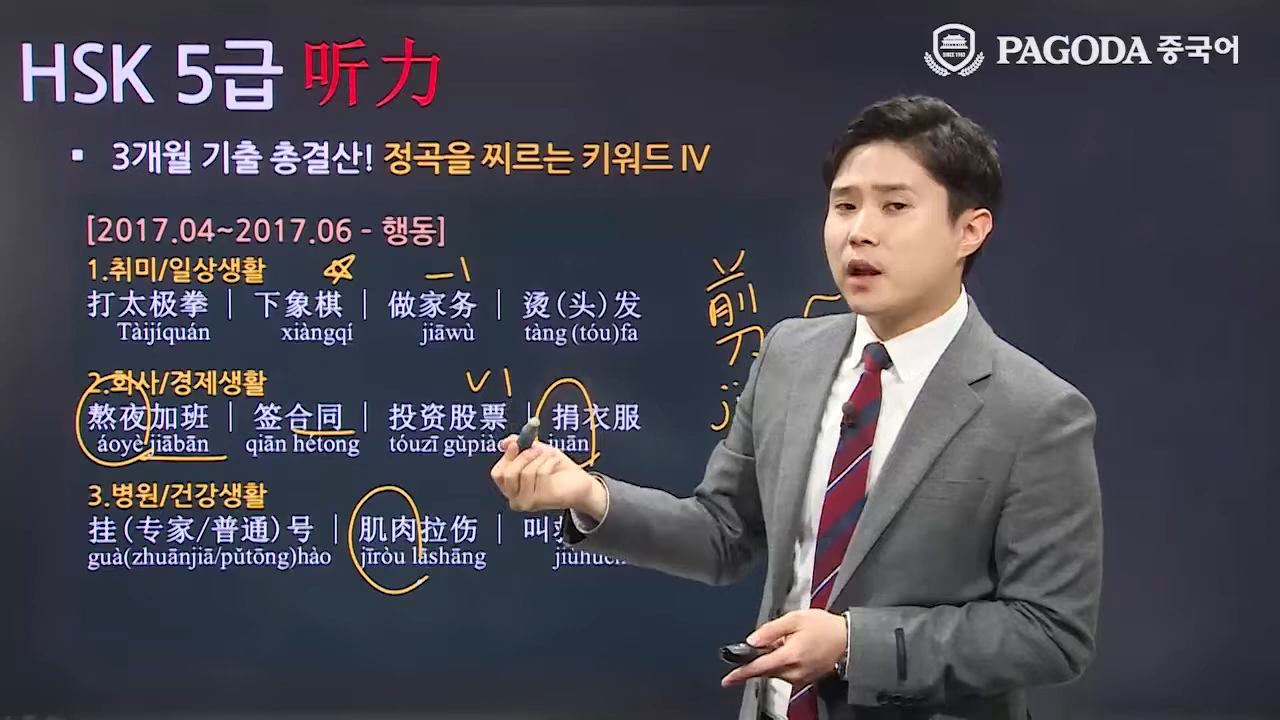 HSK 5급 听力
PAGODA 중국어
SINCE 1983
▪ 3개월 기출 총결산! 정곡을 찌르는 키워드 Ⅳ
[2017.04~2017.06 - 행동]
1.취미/일상생활
打太极拳 | 下象棋 | 做家务 | 烫(头)发
Tàijíquán xiàngqí jiāwù tàng (tóu)fa
剪刀
2.회사/경제생활
熬夜加班 | 签合同 | 投资股票 | 捐衣服
áoyè jiābān qiān hétong tóuzī gǔpiào juān
3.병원/건강생활
挂(专家/普通)号 | 肌肉拉伤 | 叫
guà(zhuānjiā/pǔtōng)hào jīròu lāshāng